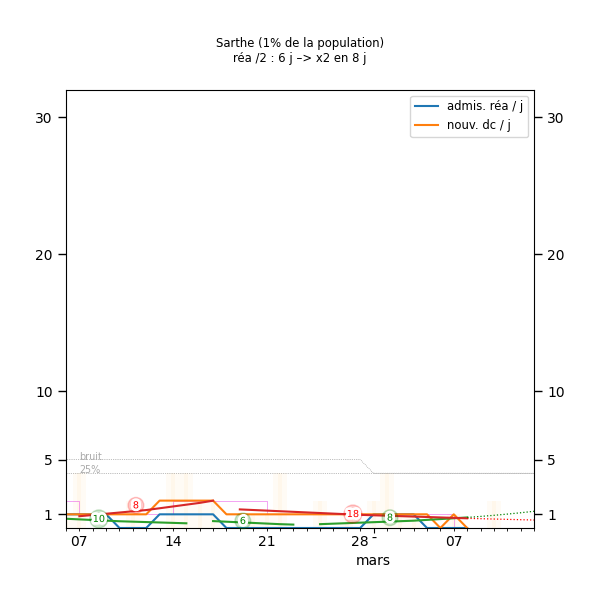 Sarthe (1% de la population)
réa /2 : 6 j –> x2 en 8 j
admis. réa / j
nouv. dc / j
30 30
20 20
10 10
5 5
1 1
bruit
25%
10 8 6 18 8
07 14 21 28 07
mars